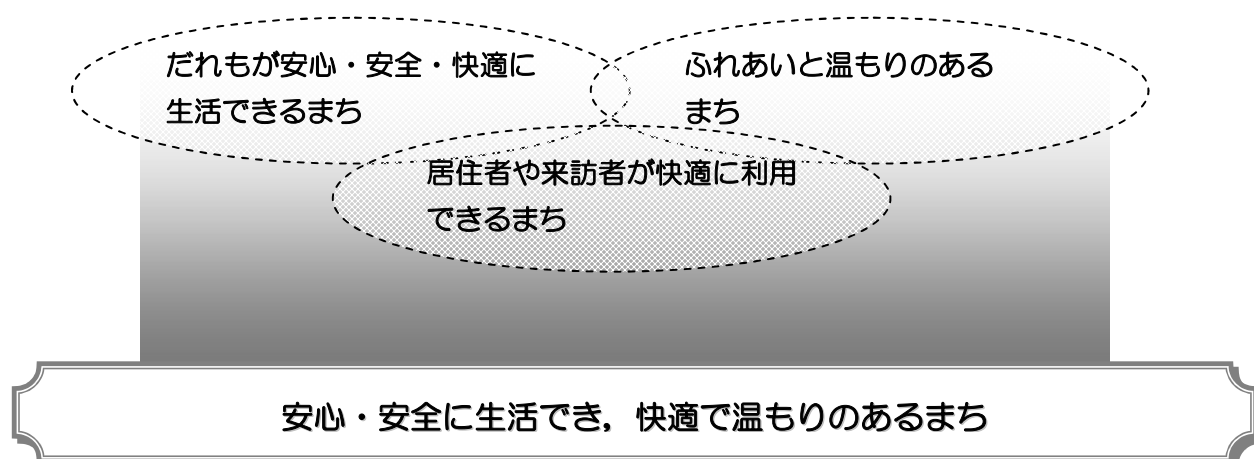 だれもが安心・安全・快適に
生活できるまち
ふれあいと温もりのある
まち
居住者や来訪者が快適に利用
できるまち
安心・安全に生活でき，快適で温もりのあるまち